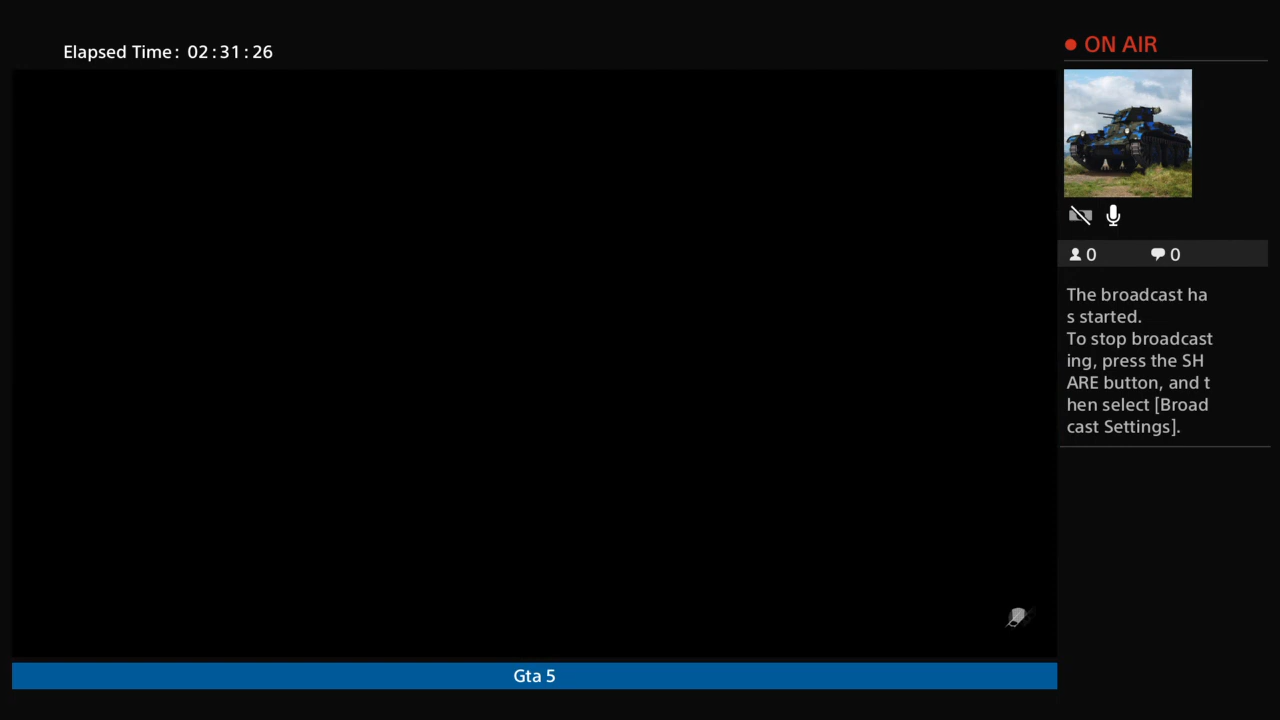 Elapsed Time: 02:31:26
ON AIR
0 0
The broadcast ha
s started.
To stop broadcast
ing, press the SH
ARE button, and t
hen select [Broad
cast Settings].
Gta 5